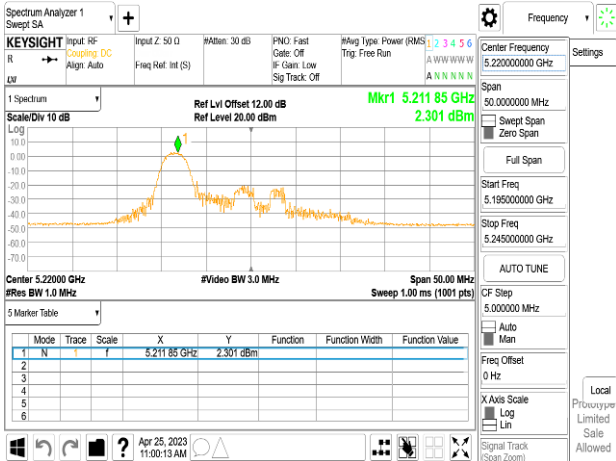 Spectrum Analyzer 1
Swept SA
Frequency
Settings
KEYSIGHT
R
LXI
Input: RF
Coupling: DC
Align: Auto
Input Z: 50 Ω
Freq Ref: Int (S)
#Atten: 30 dB
PNO: Fast
Gate: Off
IF Gain: Low
Sig Track: Off
#Avg Type: Power (RMS
Trig: Free Run
1 2 3 4 5 6
A W W W W W
A N N N N N
1 Spectrum
Scale/Div 10 dB
Log
Ref Lvl Offset 12.00 dB
Ref Level 20.00 dBm
Mkr1 5.211 85 GHz
2.301 dBm
1
10.0
0.00
-10.0
-20.0
-30.0
-40.0
-50.0
-60.0
-70.0
Center 5.22000 GHz
#Res BW 1.0 MHz
#Video BW 3.0 MHz
Span 50.00 MHz
Sweep 1.00 ms (1001 pts)
5 Marker Table
Mode Trace Scale X Y Function Function Width Function Value
1 N 1 f 5.211 85 GHz 2.301 dBm
2
3
4
5
6
Apr 25, 2023
11:00:13 AM
Center Frequency
5.220000000 GHz
Span
50.0000000 MHz
Swept Span
Zero Span
Full Span
Start Freq
5.195000000 GHz
Stop Freq
5.245000000 GHz
AUTO TUNE
CF Step
5.000000 MHz
Auto
Man
Freq Offset
0 Hz
X Axis Scale
Log
Lin
Signal Track
(Span Zoom)
Local
Prototype
Limited
Sale
Allowed